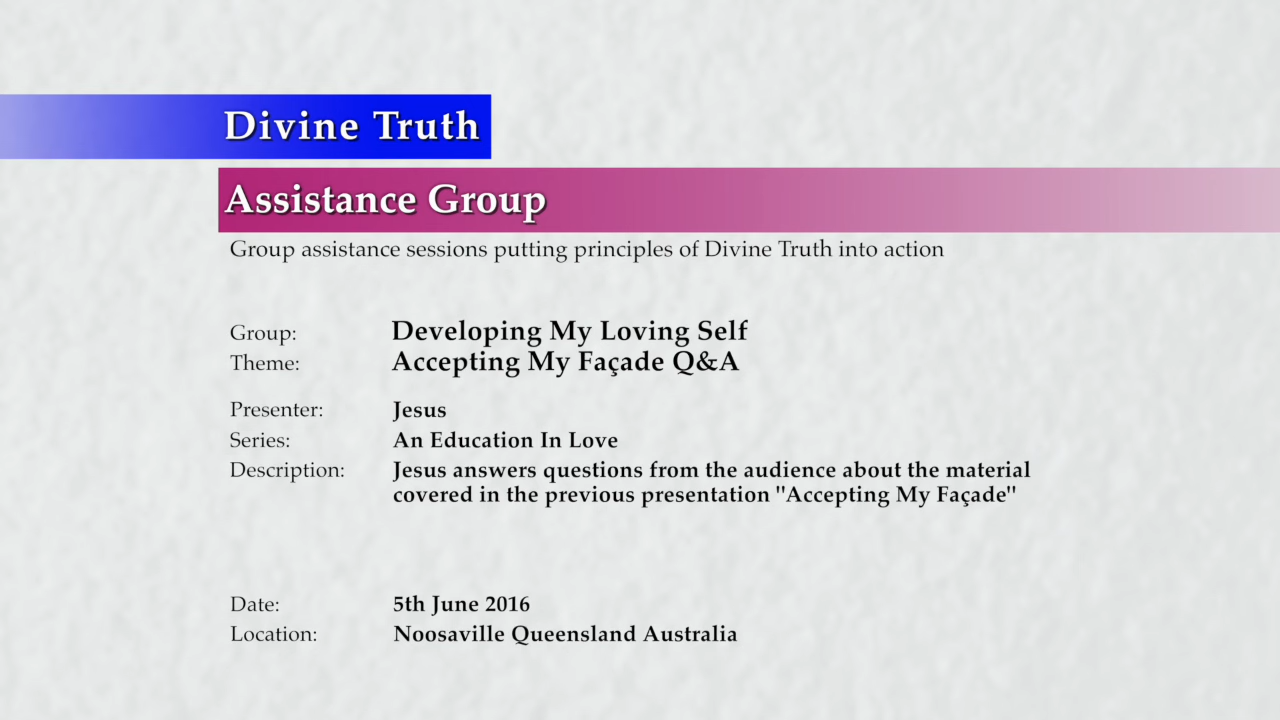 Divine Truth
Assistance Group
Group assistance sessions putting principles of Divine Truth into action
Group: Developing My Loving Self
Theme: Accepting My Façade Q&A
Presenter: Jesus
Series: An Education In Love
Description: Jesus answers questions from the audience about the material
covered in the previous presentation "Accepting My Façade"
Date: 5th June 2016
Location: Noosaville Queensland Australia